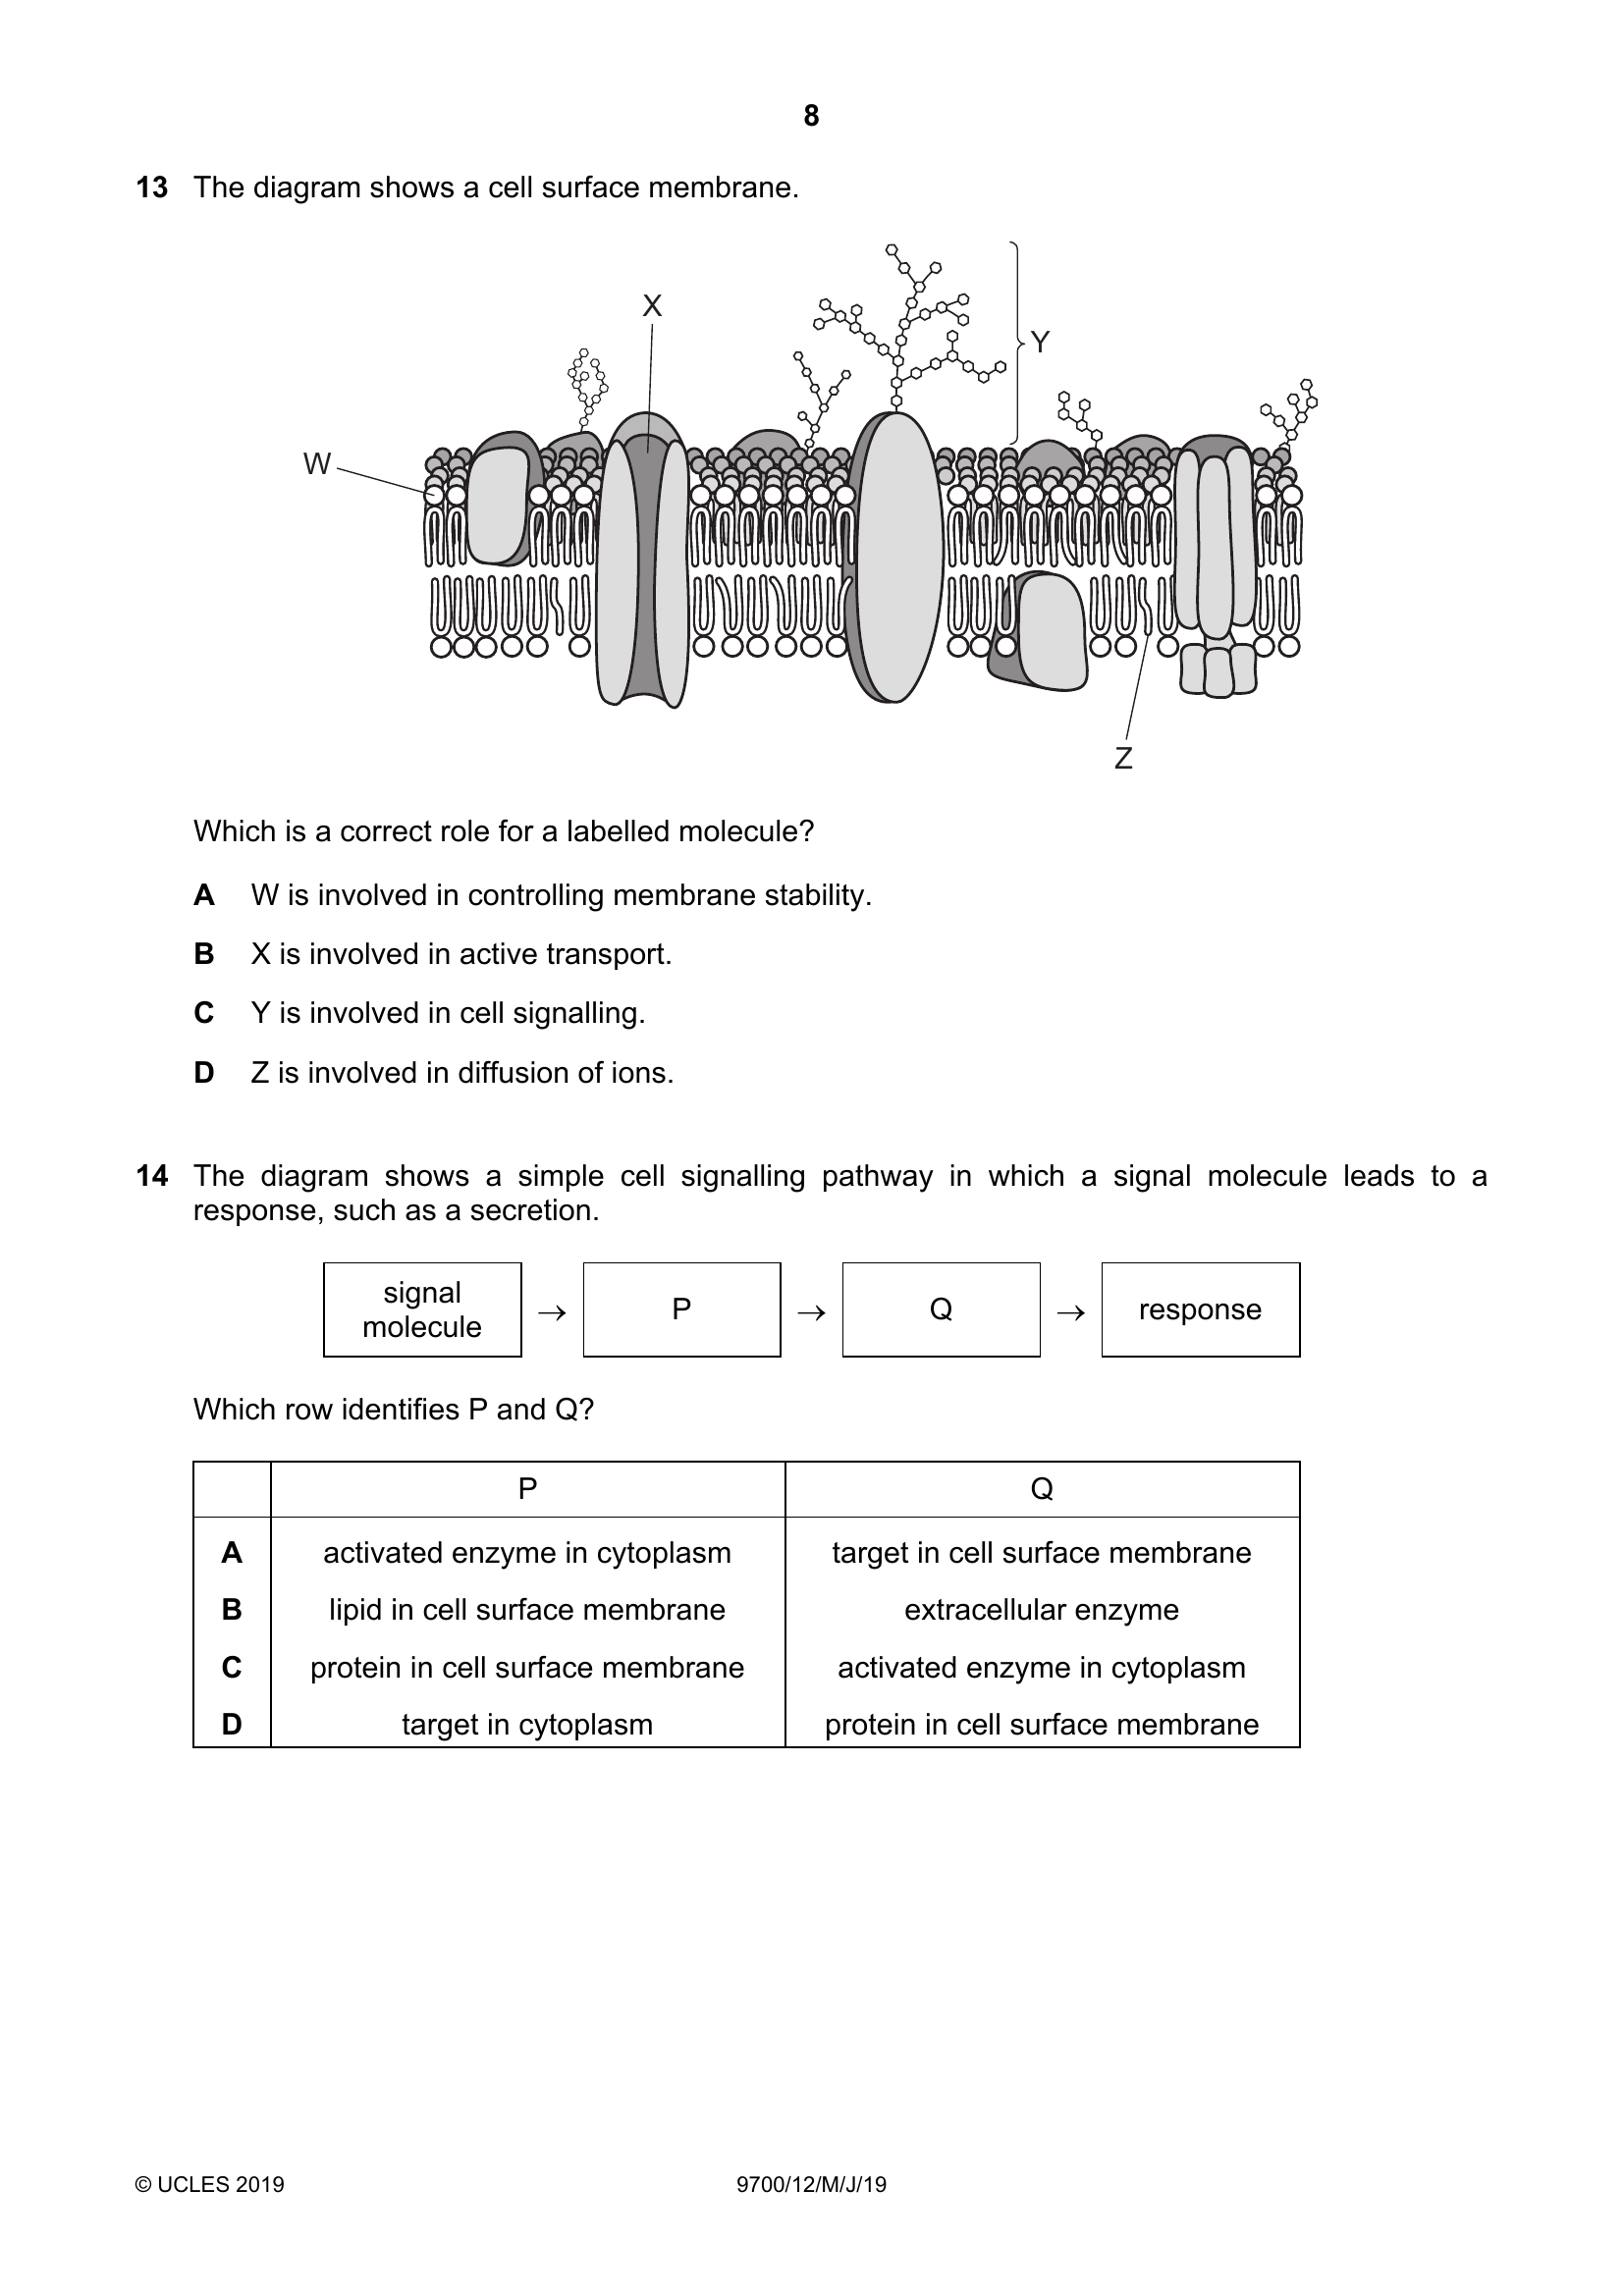 8
13 The diagram shows a cell surface membrane.
X
Y
W
Z
Which is a correct role for a labelled molecule?
A W is involved in controlling membrane stability.
B X is involved in active transport.
C Y is involved in cell signalling.
D Z is involved in diffusion of ions.
14 The diagram shows a simple cell signalling pathway in which a signal molecule leads to a
response, such as a secretion.
signal
molecule → P → Q → response
Which row identifies P and Q?
P Q
A activated enzyme in cytoplasm target in cell surface membrane
B lipid in cell surface membrane extracellular enzyme
C protein in cell surface membrane activated enzyme in cytoplasm
D target in cytoplasm protein in cell surface membrane
© UCLES 2019 9700/12/M/J/19